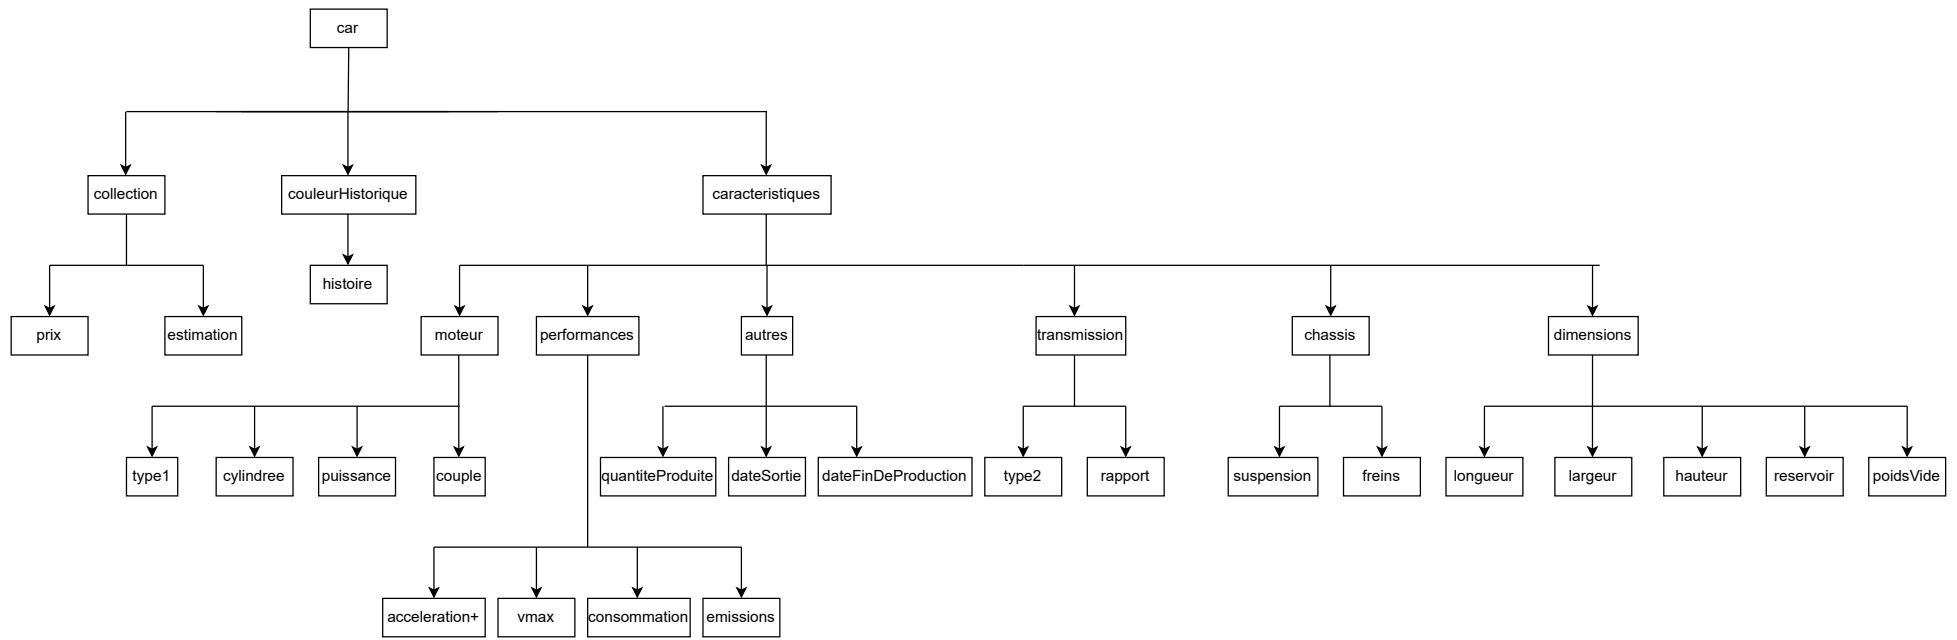 car
collection
couleurHistorique
caracteristiques
histoire
prix
estimation
moteur
performances
autres
transmission
chassis
dimensions
type1
cylindree
puissance
couple
quantiteProduite
dateSortie
dateFinDeProduction
type2
rapport
suspension
freins
longueur
largeur
hauteur
reservoir
poidsVide
acceleration+
vmax
consommation
emissions